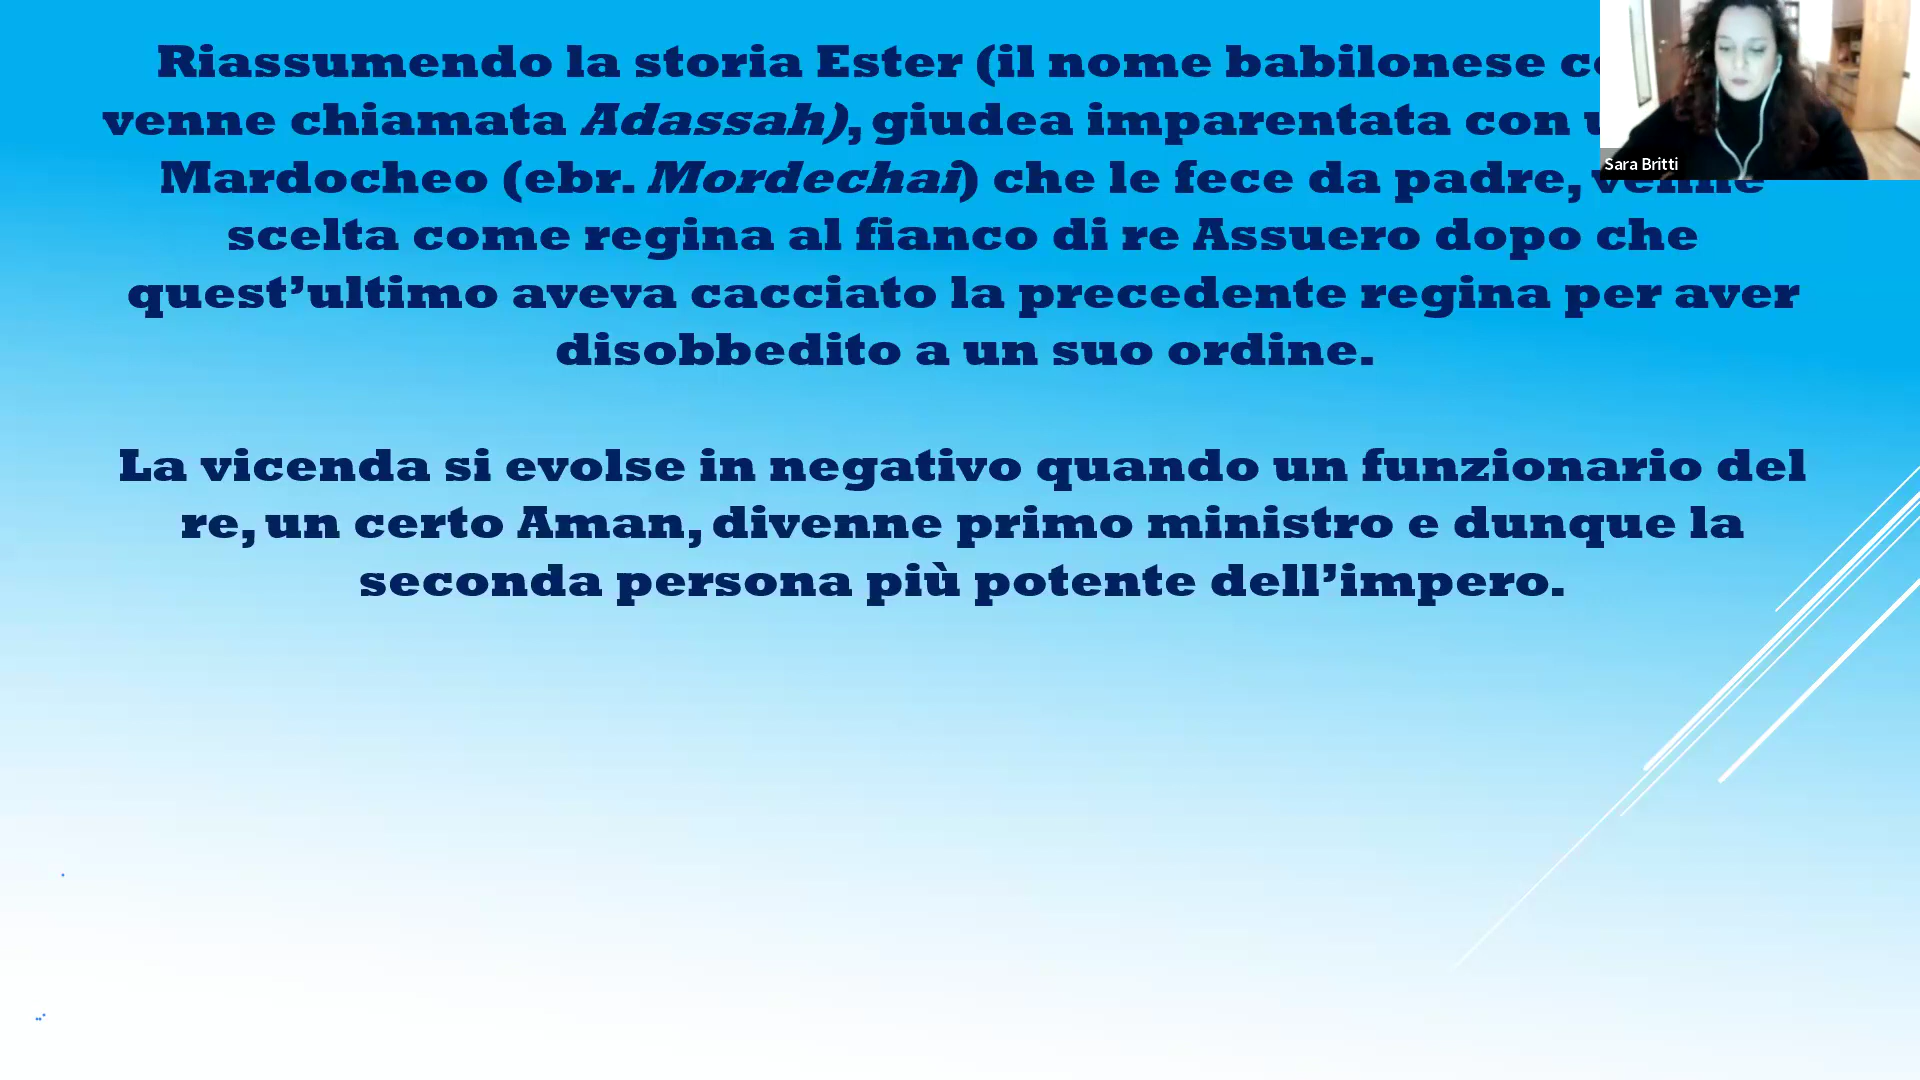 Riassumendo la storia Ester (il nome babilonese
venne chiamata Adassah), giudea imparentata con
Mardocheo (ebr. Mordechai) che le fece da padre, venne
scelta come regina al fianco di re Assuero dopo che
quest’ultimo aveva cacciato la precedente regina per aver
disobbedito a un suo ordine.
La vicenda si evolse in negativo quando un funzionario del
re, un certo Aman, divenne primo ministro e dunque la
seconda persona più potente dell’impero.
Sara Britti